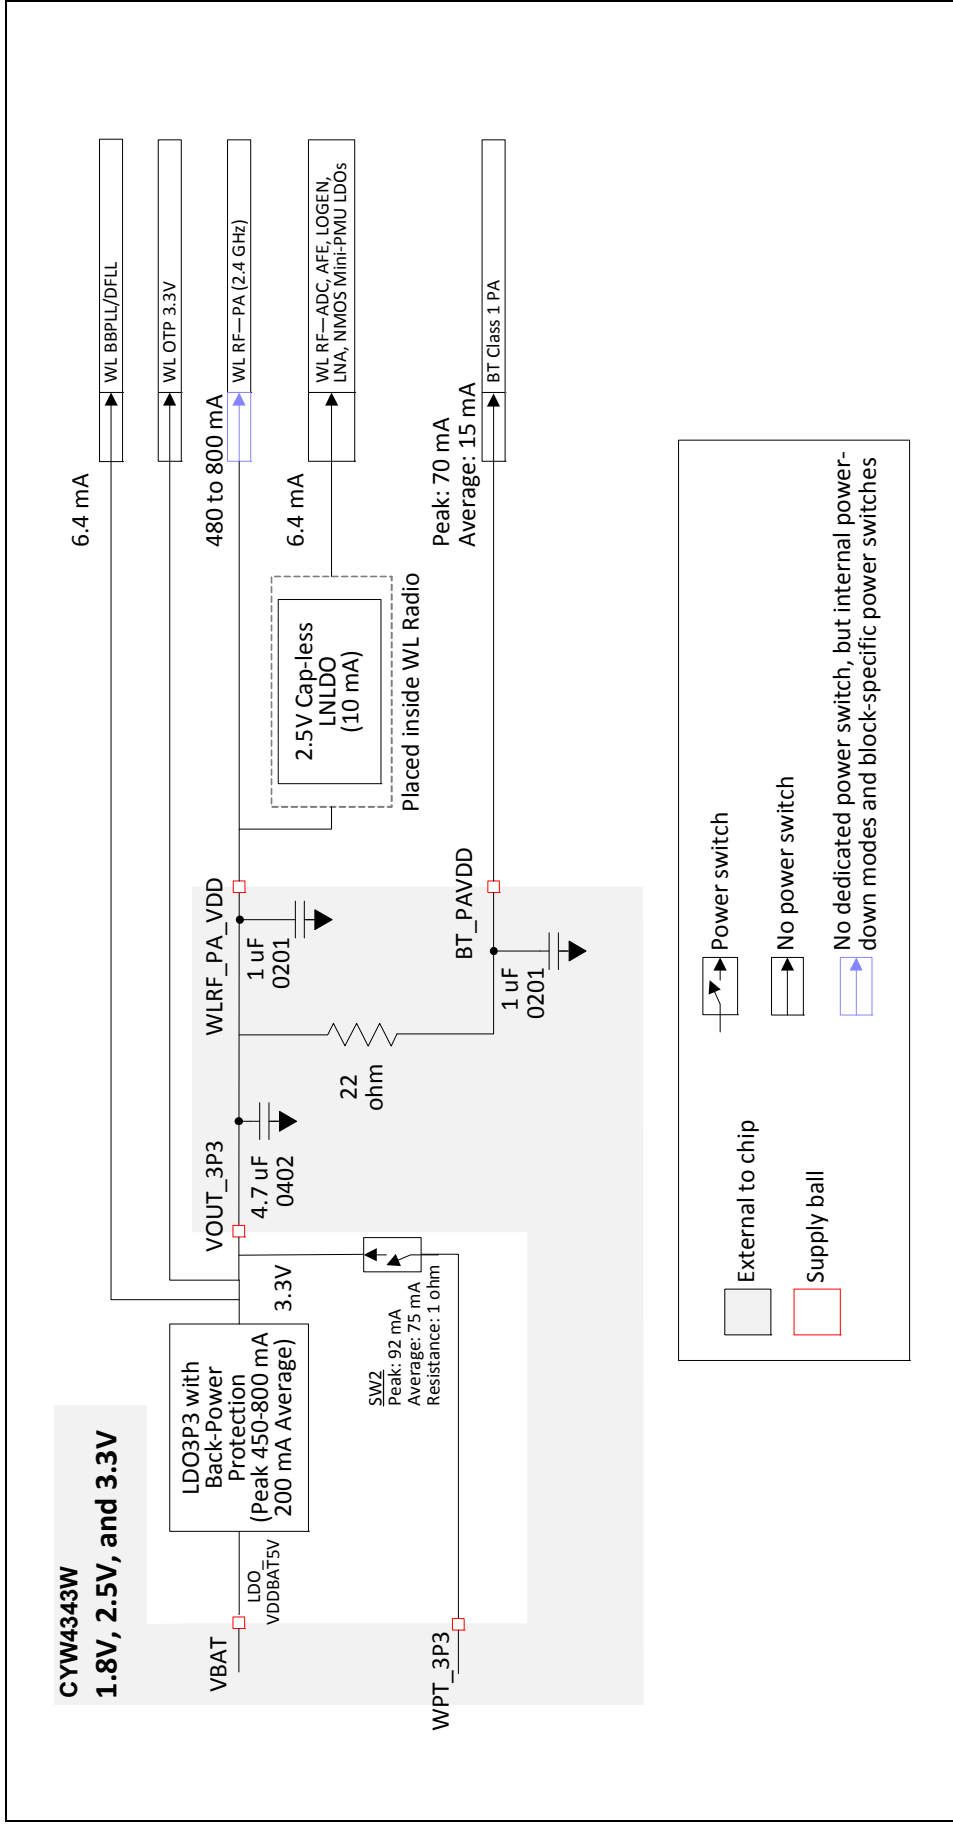 CYW4343W
1.8V, 2.5V, and 3.3V
VBAT
LDO_
VDDBAT5V
LDO3P3 with
Back-Power
Protection
(Peak 450-800 mA
200 mA Average)
3.3V
WPT_3P3
SW2
Peak: 92 mA
Average: 75 mA
Resistance: 1 ohm
VOUT_3P3
4.7 uF
0402
22
ohm
WLRF_PA_VDD
1 uF
0201
BT_PAVDD
1 uF
0201
2.5V Cap-less
LNLDO
(10 mA)
Placed inside WL Radio
6.4 mA
WL BBPLL/DFLL
WL OTP 3.3V
480 to 800 mA
WL RF—PA (2.4 GHz)
6.4 mA
WL RF—ADC, AFE, LOGEN,
LNA, NMOS Mini-PMU LDOs
Peak: 70 mA
Average: 15 mA
BT Class 1 PA
External to chip
Supply ball
Power switch
No power switch
No dedicated power switch, but internal power-
down modes and block-specific power switches